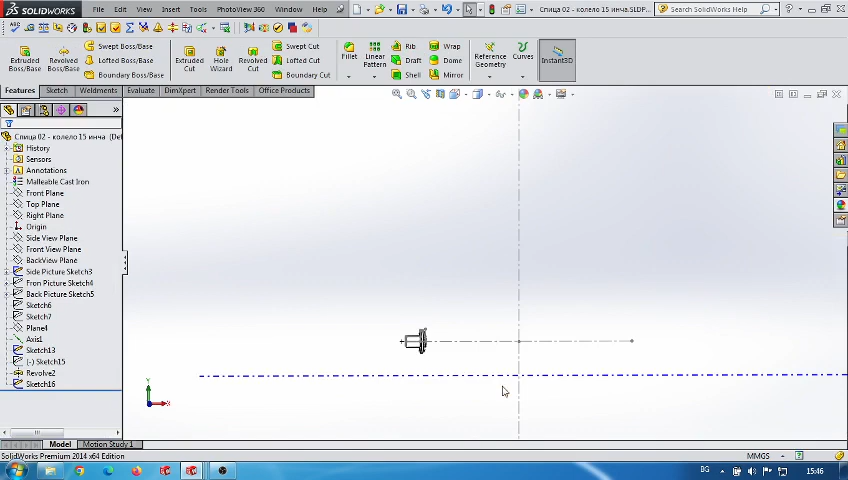 SOLIDWORKS File Edit View Insert Tools PhotoView 360 Window Help Спица 02 - колело 15 инча.SLDP... Search SolidWorks Help
Extruded Boss/Base Revolved Boss/Base Swept Boss/Base Lofted Boss/Base Boundary Boss/Base Extruded Cut Hole Wizard Revolved Cut Swept Cut Lofted Cut Boundary Cut Fillet Linear Pattern Rib Draft Shell Wrap Dome Mirror Reference Geometry Curves Instant3D
Features Sketch Weldments Evaluate DimXpert Render Tools Office Products
Спица 02 - колело 15 инча (Def
History
Sensors
Annotations
Malleable Cast Iron
Front Plane
Top Plane
Right Plane
Origin
Side View Plane
Front View Plane
BackView Plane
Side Picture Sketch3
Fron Picture Sketch4
Back Picture Sketch5
Sketch6
Sketch7
Plane4
Axis1
Sketch13
(-) Sketch15
Revolve2
Sketch16
Y
X
Model Motion Study 1
SolidWorks Premium 2014 x64 Edition MMGS
BG 15:46